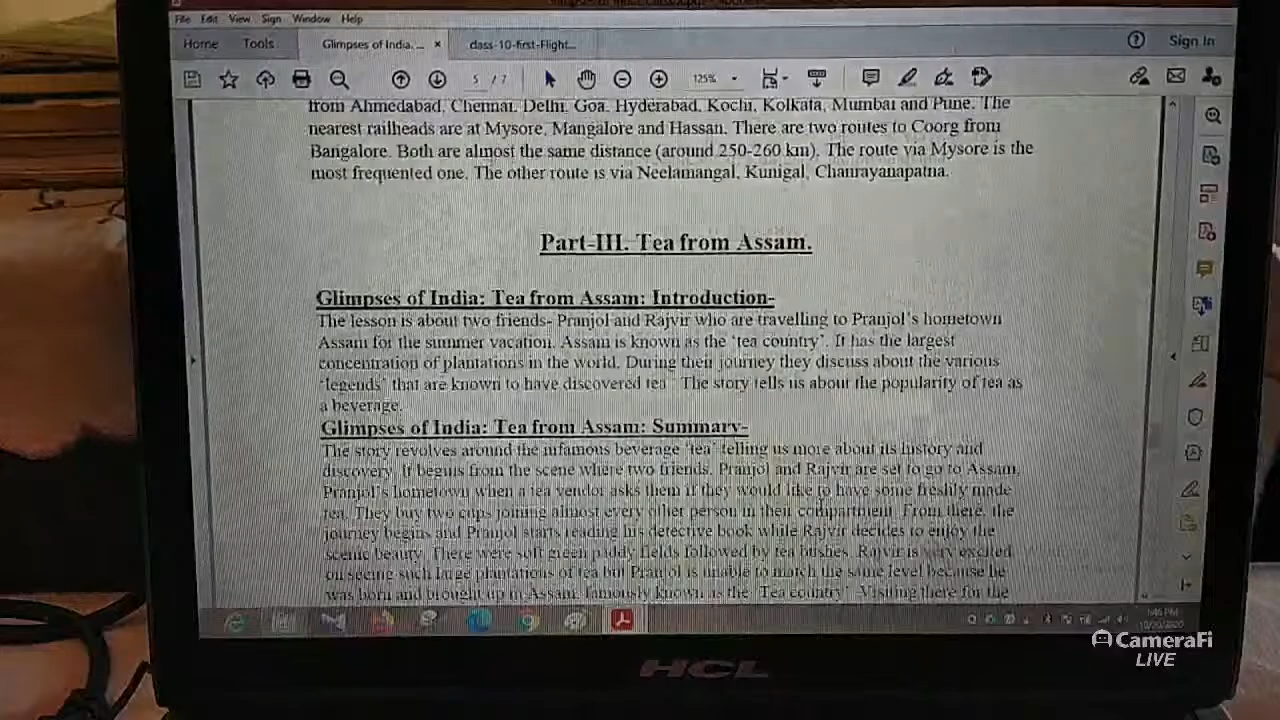 File Edit View Sign Window Help
Home Tools Glimpses of India.... × class-10-first-Flight... Sign In
5 / 7 125%
from Ahmedabad, Chennai, Delhi, Goa, Hyderabad, Kochi, Kolkata, Mumbai and Pune. The
nearest railheads are at Mysore, Mangalore and Hassan. There are two routes to Coorg from
Bangalore. Both are almost the same distance (around 250-260 km). The route via Mysore is the
most frequented one. The other route is via Neelamangal, Kunigal, Chanrayanapatna.
Part-III. Tea from Assam.
Glimpses of India: Tea from Assam: Introduction-
The lesson is about two friends- Pranjol and Rajvir who are travelling to Pranjol's hometown
Assam for the summer vacation. Assam is known as the 'tea country'. It has the largest
concentration of plantations in the world. During their journey they discuss about the various
'legends' that are known to have discovered tea' The story tells us about the popularity of tea as
a beverage.
Glimpses of India: Tea from Assam: Summary-
The story revolves around the infamous beverage 'tea' telling us more about its history and
discovery. It begins from the scene where two friends, Pranjol and Rajvir are set to go to Assam,
Pranjol's hometown when a tea vendor asks them if they would like to have some freshly made
tea. They buy two cups joining almost every other person in their compartment. From there, the
journey begins and Pranjol starts reading his detective book while Rajvir decides to enjoy the
scenic beauty. There were soft green paddy fields followed by tea bushes. Rajvir is very excited
on seeing such large plantations of tea but Pranjol is unable to match the same level because he
was born and brought up in Assam, famously known as the 'Tea country'. Visiting there for the
1:46 PM
10/20/2020
HCL
CameraFi
LIVE